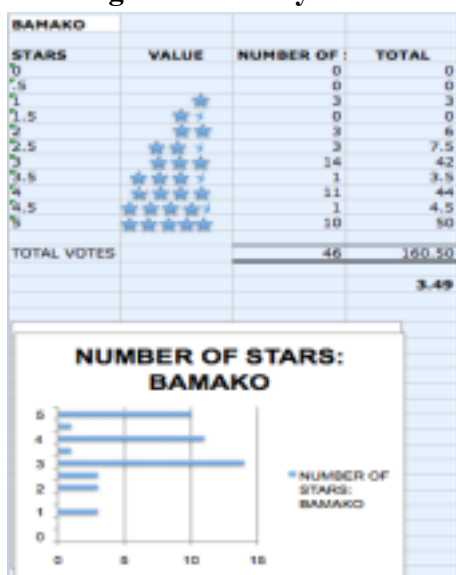 BAMAKO
STARS VALUE NUMBER OF : TOTAL
0 0 0
.5 0 0
1 3 3
1.5 0 0
2 3 6
2.5 3 7.5
3 14 42
3.5 1 3.5
4 11 44
4.5 1 4.5
5 10 50
TOTAL VOTES 46 160.50
3.49
NUMBER OF STARS:
BAMAKO
5
4
3
2
1
0
0 5 10 15
NUMBER OF
STARS:
BAMAKO